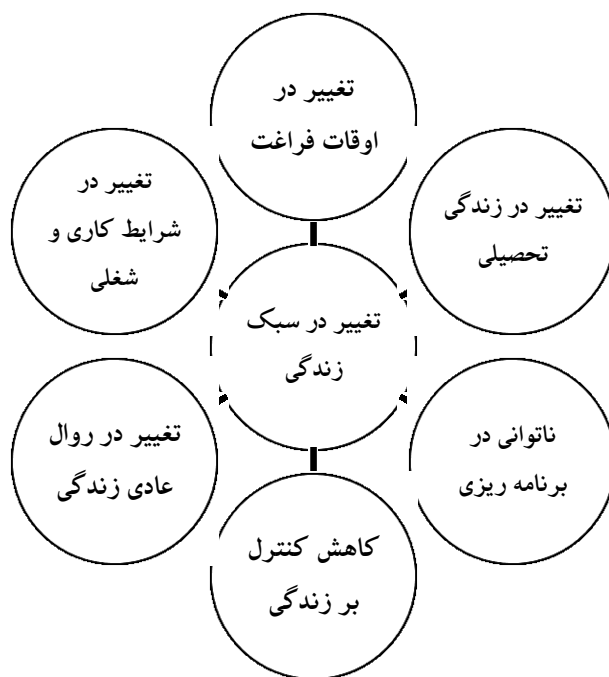 تغییر در
اوقات فراغت
تغییر در زندگی
تحصیلی
تغییر در
شرایط کاری و
شغلی
تغییر در سبک
زندگی
ناتوانی در
برنامه ریزی
تغییر در روال
عادی زندگی
کاهش کنترل
بر زندگی